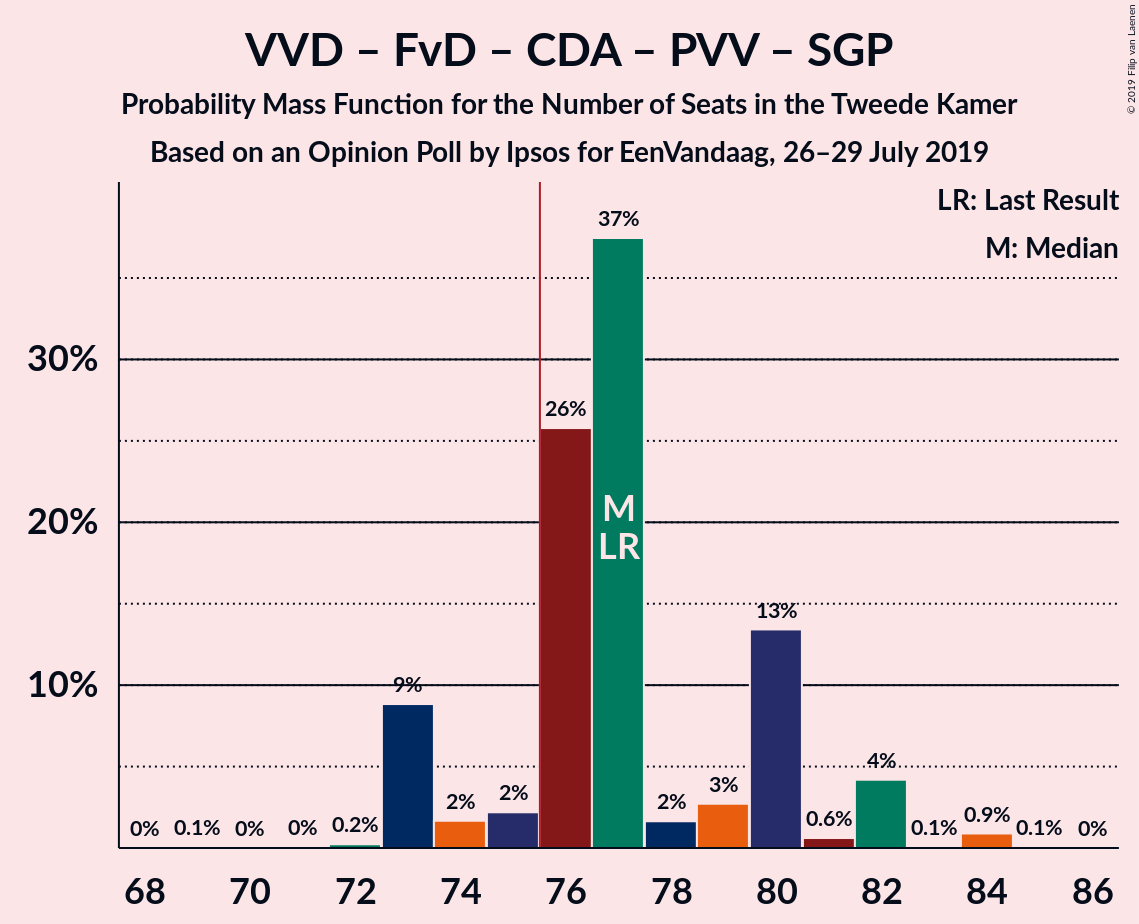 VVD – FvD – CDA – PVV – SGP
Probability Mass Function for the Number of Seats in the Tweede Kamer
Based on an Opinion Poll by Ipsos for EenVandaag, 26–29 July 2019
© 2019 Filip van Laenen
LR: Last Result
M: Median
30%
20%
10%
0%
0.1%
0%
0%
0.2%
9%
2%
2%
26%
37%
M
LR
2%
3%
13%
0.6%
4%
0.1%
0.9%
0.1%
0%
68 70 72 74 76 78 80 82 84 86